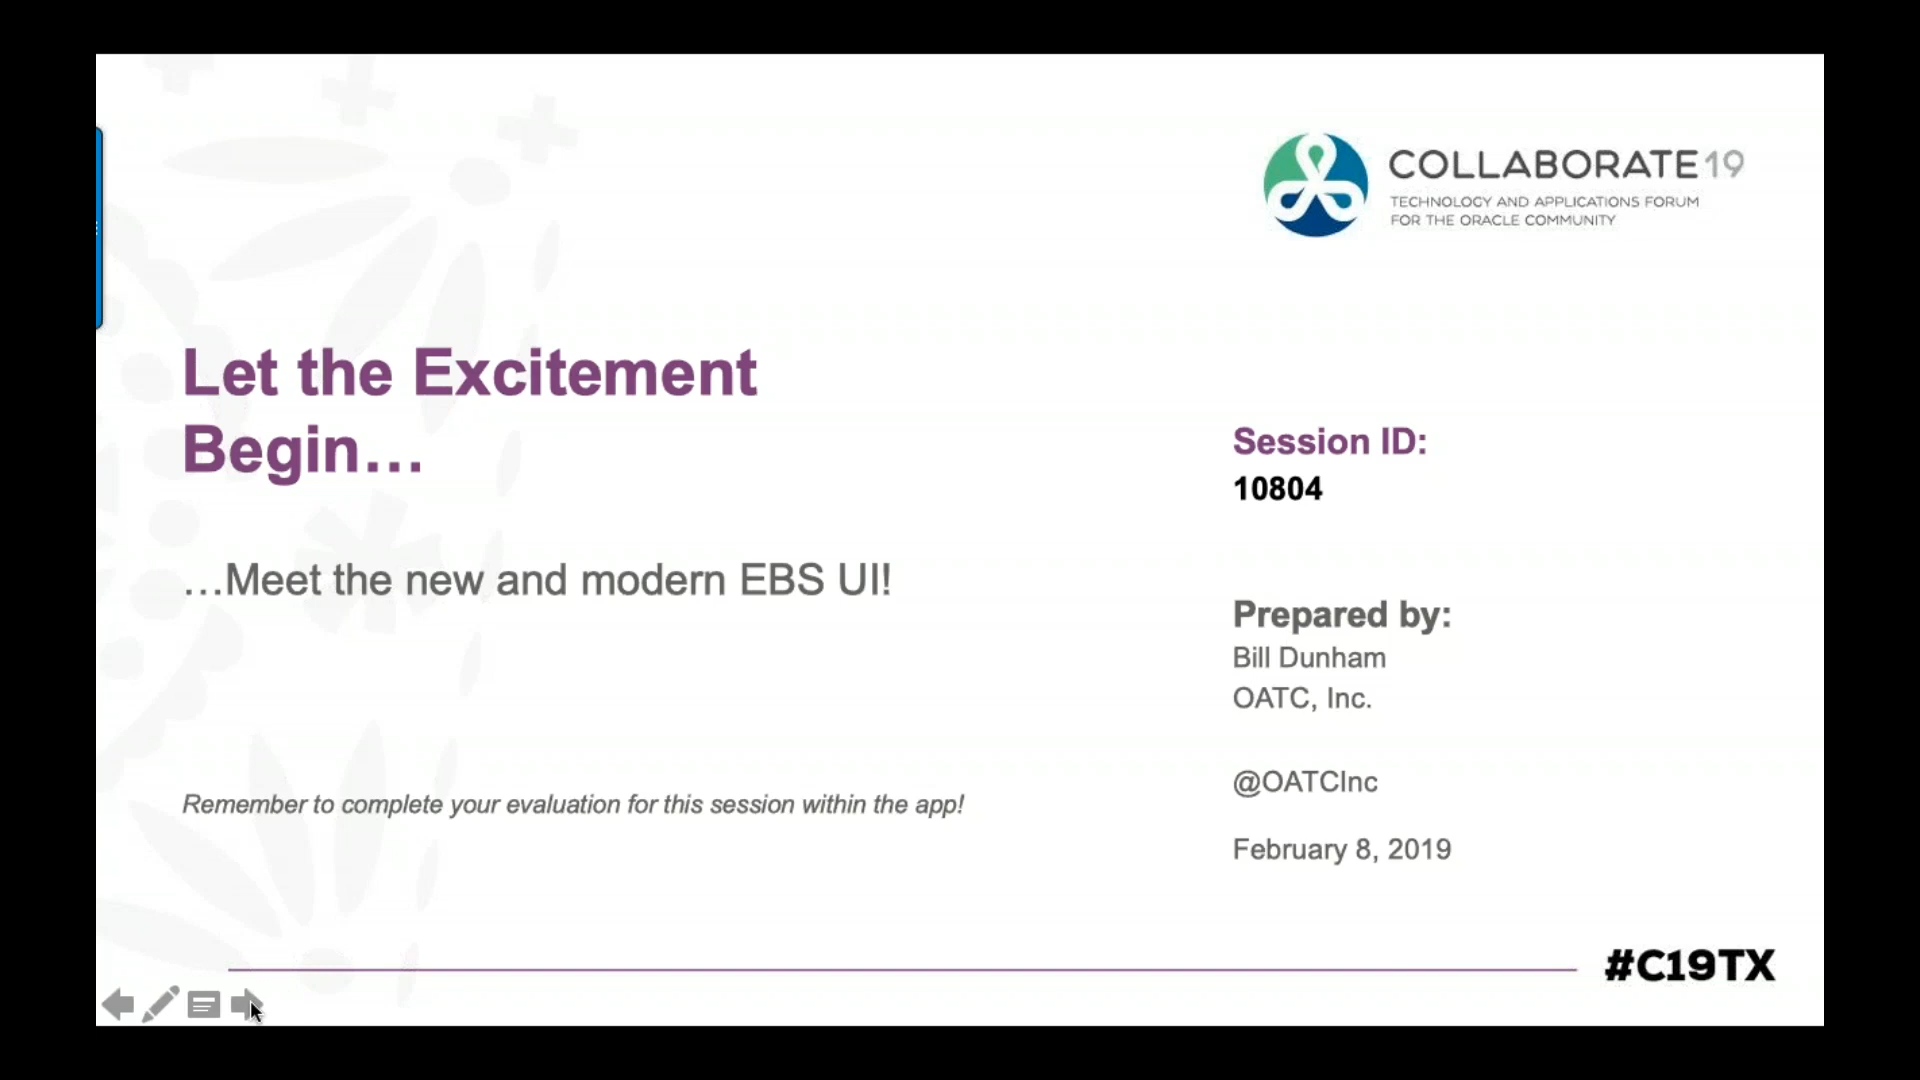 COLLABORATE19
TECHNOLOGY AND APPLICATIONS FORUM
FOR THE ORACLE COMMUNITY
Let the Excitement
Begin…
…Meet the new and modern EBS UI!
Remember to complete your evaluation for this session within the app!
Session ID:
10804
Prepared by:
Bill Dunham
OATC, Inc.
@OATCInc
February 8, 2019
#C19TX